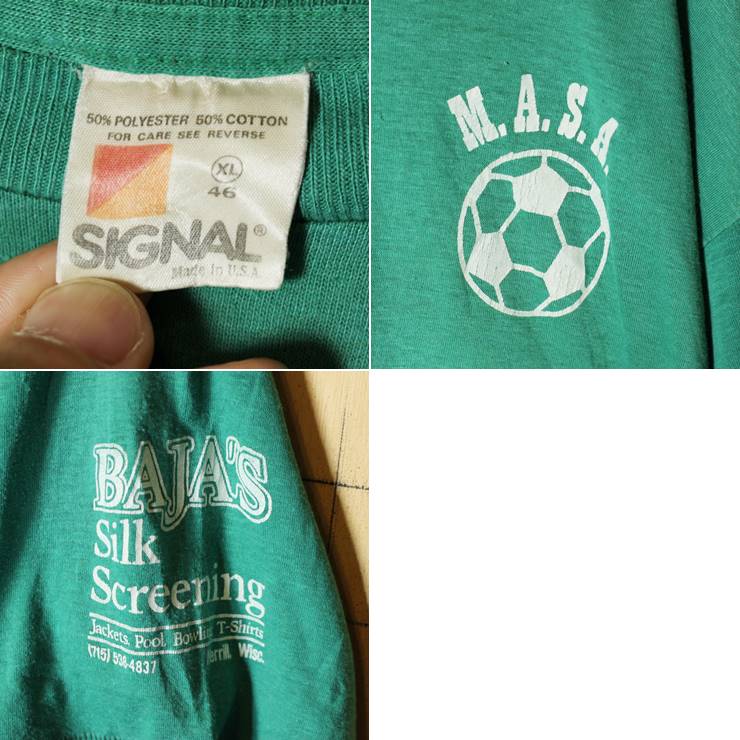 50% POLYESTER 50% COTTON
FOR CARE SEE REVERSE
XL
46
SIGNAL®
Made in U.S.A.
M.A.S.A.
BAJA'S
Silk
Screening
Jackets, Pool, Bowling T-Shirts
(715) 536-4837 Merrill, Wisc.